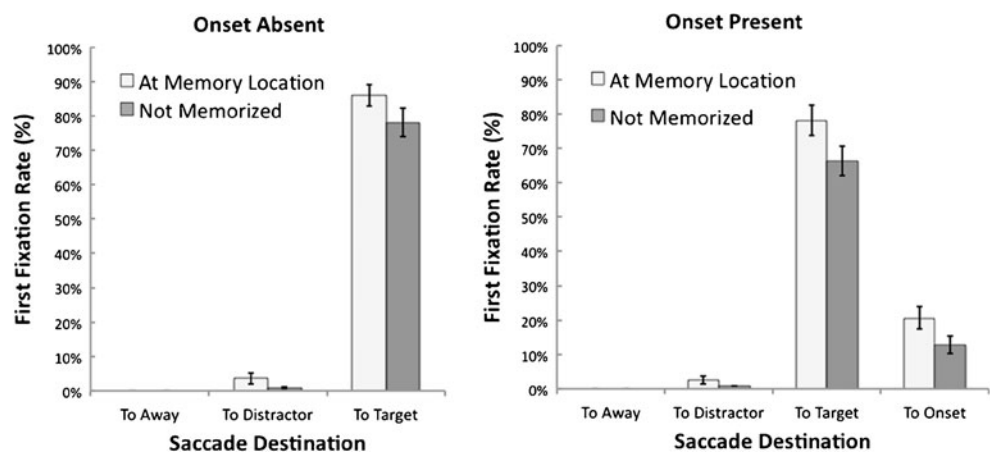 Onset Absent
100%
90%
80%
70%
60%
50%
40%
30%
20%
10%
0%
First Fixation Rate (%)
At Memory Location
Not Memorized
To Away To Distractor To Target
Saccade Destination
Onset Present
100%
90%
80%
70%
60%
50%
40%
30%
20%
10%
0%
First Fixation Rate (%)
At Memory Location
Not Memorized
To Away To Distractor To Target To Onset
Saccade Destination